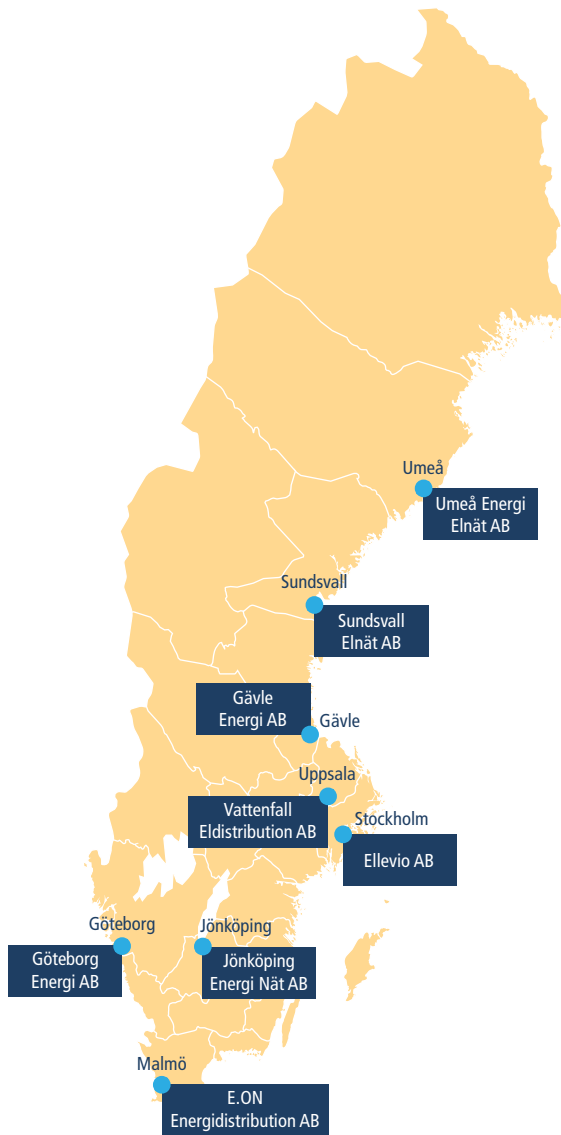 Umeå
Umeå Energi
Elnät AB
Sundsvall
Sundsvall
Elnät AB
Gävle
Energi AB
Gävle
Uppsala
Vattenfall
Eldistribution AB
Stockholm
Ellevio AB
Göteborg
Göteborg
Energi AB
Jönköping
Jönköping
Energi Nät AB
Malmö
E.ON
Energidistribution AB